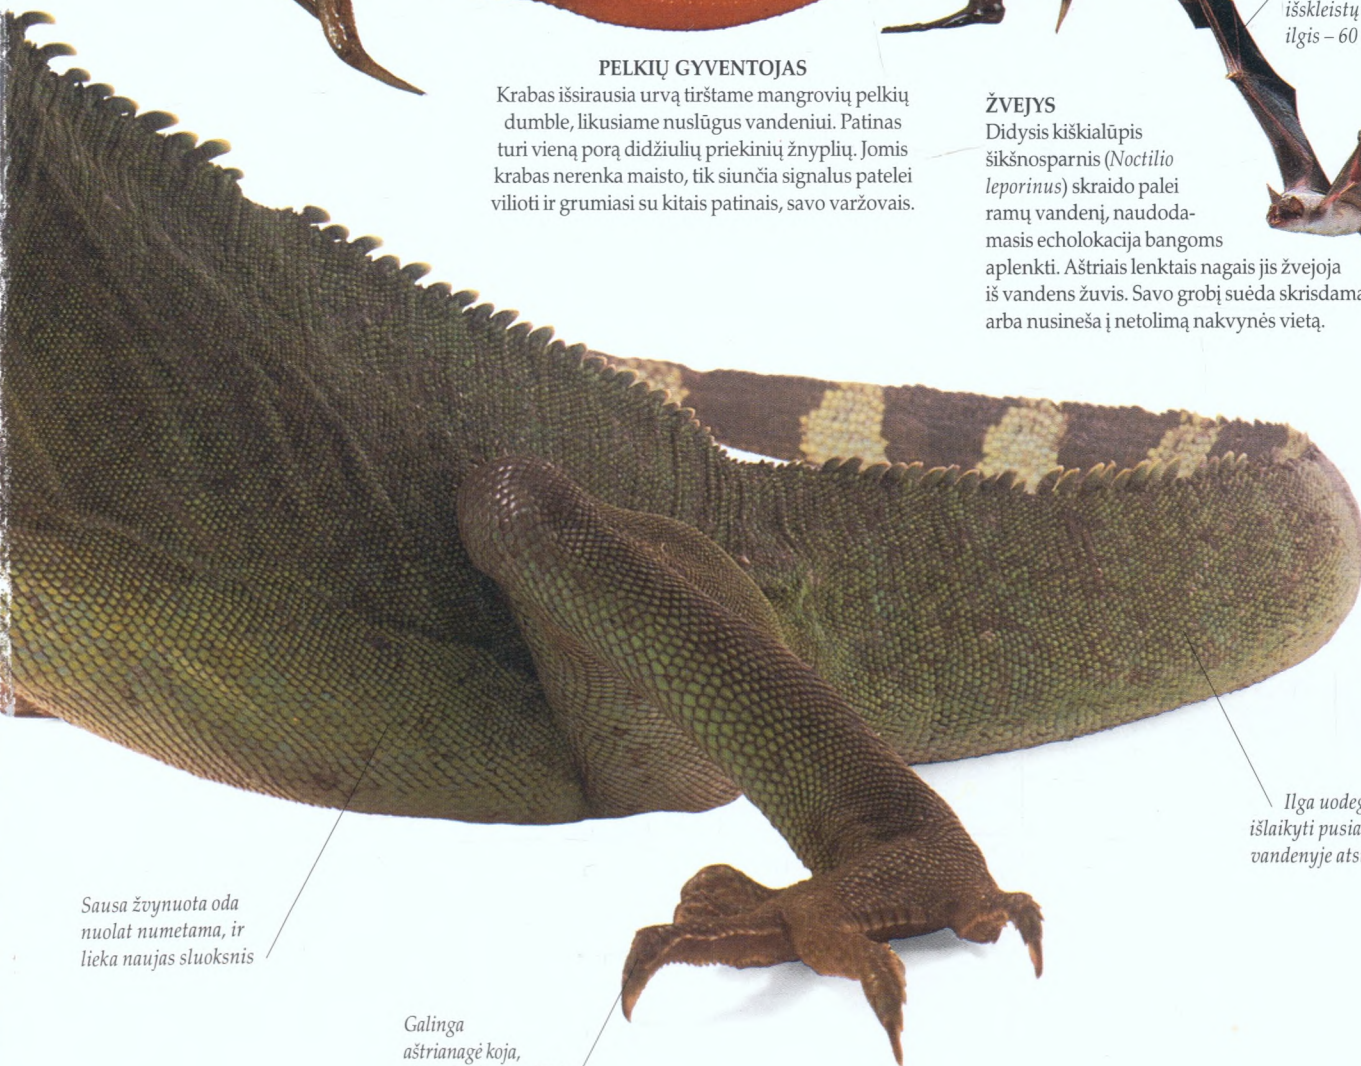 išskleistų
ilgis – 60
PELKIŲ GYVENTOJAS
Krabas išsirausia urvą tirštame mangrovių pelkių
dumble, likusiame nuslūgus vandeniui. Patinas
turi vieną porą didžiulių priekinių žnyplių. Jomis
krabas nerenka maisto, tik siunčia signalus patelei
vilioti ir grumiasi su kitais patinais, savo varžovais.
ŽVEJYS
Didysis kiškialūpis
šikšnosparnis (Noctilio
leporinus) skraido palei
ramų vandenį, naudoda-
masis echolokacija bangoms
aplenkti. Aštriais lenktais nagais jis žvejoja
iš vandens žuvis. Savo grobį suėda skrisdama
arba nusineša į netolimą nakvynės vietą.
Ilga uodeg
išlaikyti pusia
vandenyje ats
Sausa žvynuota oda
nuolat numetama, ir
lieka naujas sluoksnis
Galinga
aštrianagė koja,